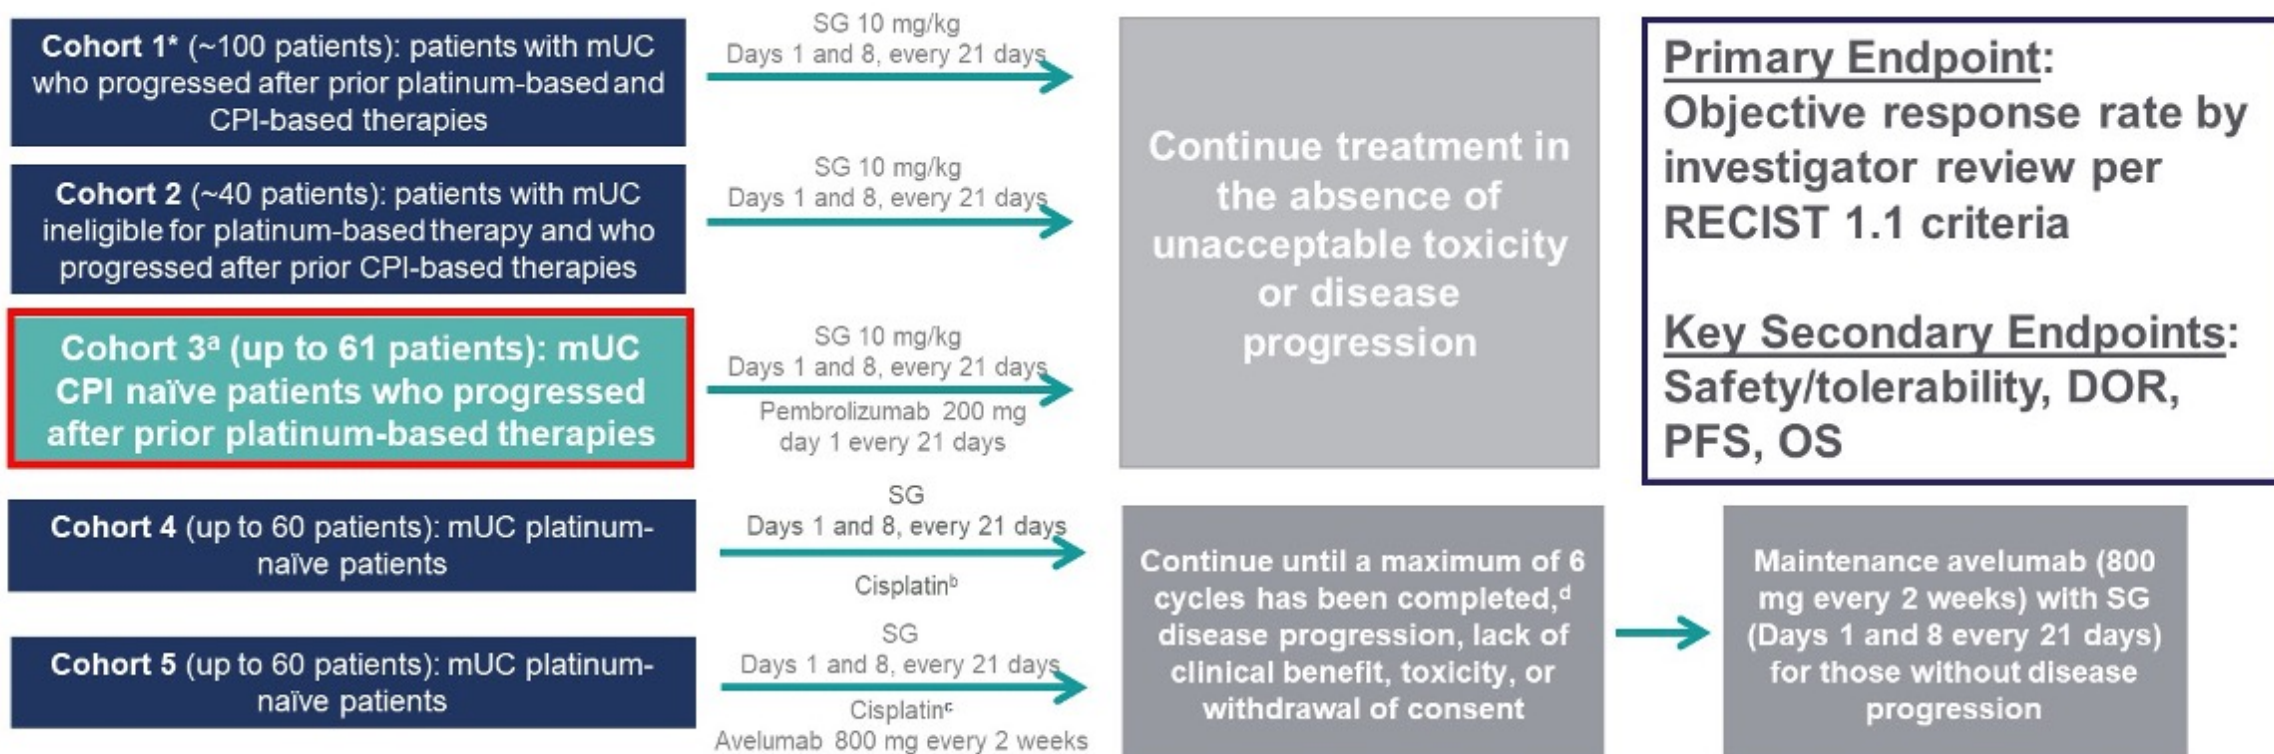 Cohort 1* (~100 patients): patients with mUC
who progressed after prior platinum-based and
CPI-based therapies
SG 10 mg/kg
Days 1 and 8, every 21 days
Cohort 2 (~40 patients): patients with mUC
ineligible for platinum-based therapy and who
progressed after prior CPI-based therapies
SG 10 mg/kg
Days 1 and 8, every 21 days
Cohort 3ᵃ (up to 61 patients): mUC
CPI naïve patients who progressed
after prior platinum-based therapies
SG 10 mg/kg
Days 1 and 8, every 21 days
Pembrolizumab 200 mg
day 1 every 21 days
Continue treatment in
the absence of
unacceptable toxicity
or disease
progression
Primary Endpoint:
Objective response rate by
investigator review per
RECIST 1.1 criteria
Key Secondary Endpoints:
Safety/tolerability, DOR,
PFS, OS
Cohort 4 (up to 60 patients): mUC platinum-
naïve patients
SG
Days 1 and 8, every 21 days
Cisplatinᵇ
Cohort 5 (up to 60 patients): mUC platinum-
naïve patients
SG
Days 1 and 8, every 21 days
Cisplatinᶜ
Avelumab 800 mg every 2 weeks
Continue until a maximum of 6
cycles has been completed,ᵈ
disease progression, lack of
clinical benefit, toxicity, or
withdrawal of consent
Maintenance avelumab (800
mg every 2 weeks) with SG
(Days 1 and 8 every 21 days)
for those without disease
progression